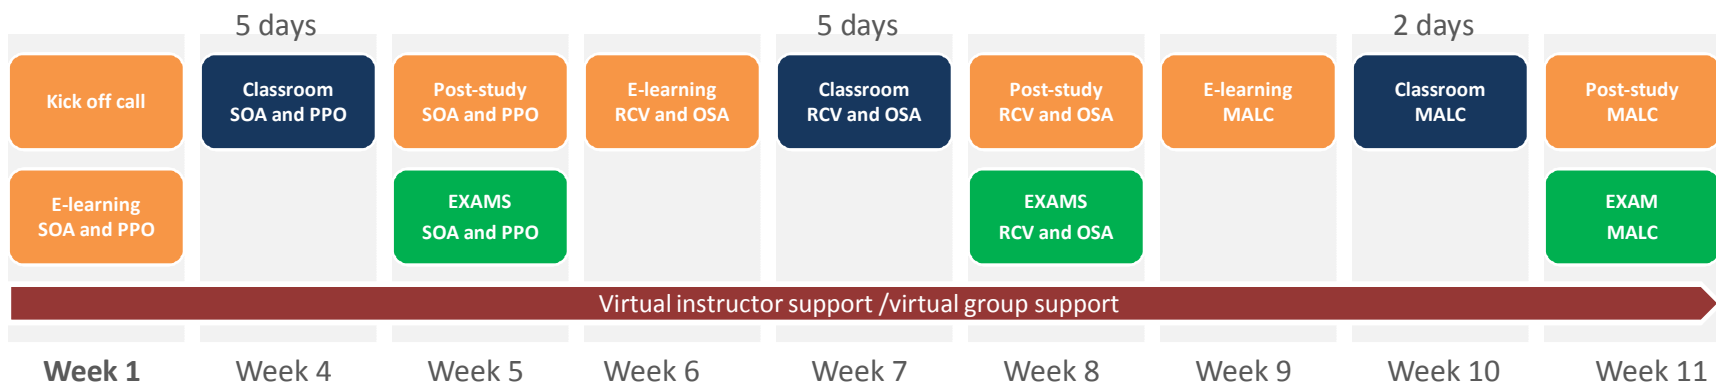 5 days
5 days
2 days
Kick off call
Classroom
SOA and PPO
Post-study
SOA and PPO
E-learning
RCV and OSA
Classroom
RCV and OSA
Post-study
RCV and OSA
E-learning
MALC
Classroom
MALC
Post-study
MALC
E-learning
SOA and PPO
EXAMS
SOA and PPO
EXAMS
RCV and OSA
EXAM
MALC
Virtual instructor support /virtual group support
Week 1
Week 4
Week 5
Week 6
Week 7
Week 8
Week 9
Week 10
Week 11